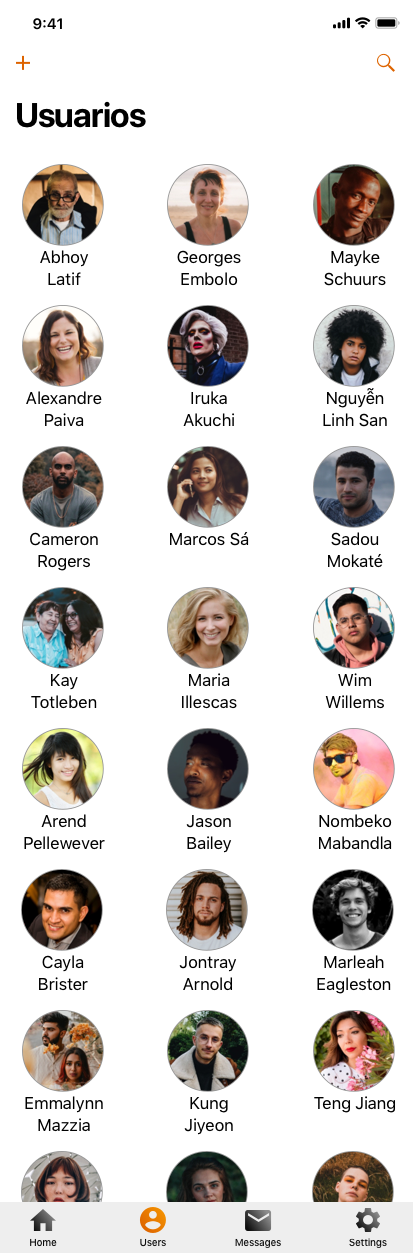 9:41
Usuarios
Abhoy
Latif
Georges
Embolo
Mayke
Schuurs
Alexandre
Paiva
Iruka
Akuchi
Nguyễn
Linh San
Cameron
Rogers
Marcos Sá
Sadou
Mokaté
Kay
Totleben
Maria
Illescas
Wim
Willems
Arend
Pellewever
Jason
Bailey
Nombeko
Mabandla
Cayla
Brister
Jontray
Arnold
Marleah
Eagleston
Emmalynn
Mazzia
Kung
Jiyeon
Teng Jiang
Home
Users
Messages
Settings